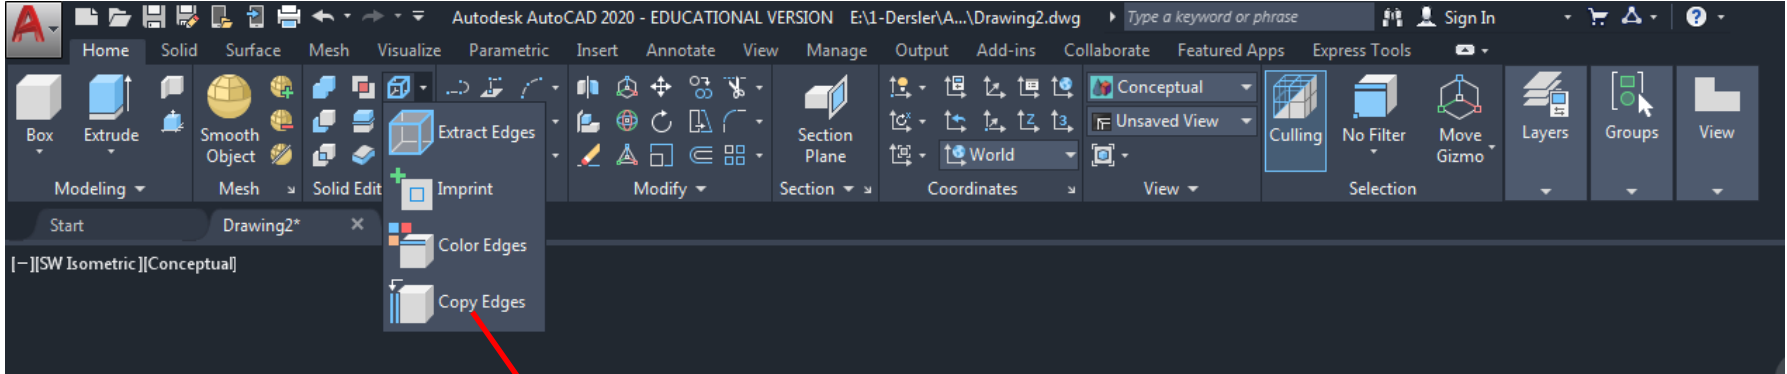 Autodesk AutoCAD 2020 - EDUCATIONAL VERSION E:\1-Dersler\A...\Drawing2.dwg Type a keyword or phrase Sign In
Home Solid Surface Mesh Visualize Parametric Insert Annotate View Manage Output Add-ins Collaborate Featured Apps Express Tools
Box
Extrude
Smooth
Object
Extract Edges
Imprint
Color Edges
Copy Edges
Section
Plane
World
Conceptual
Unsaved View
Culling
No Filter
Move
Gizmo
Layers
Groups
View
Modeling Mesh Solid Edit Modify Section Coordinates View Selection
Start Drawing2*
[−][SW Isometric][Conceptual]